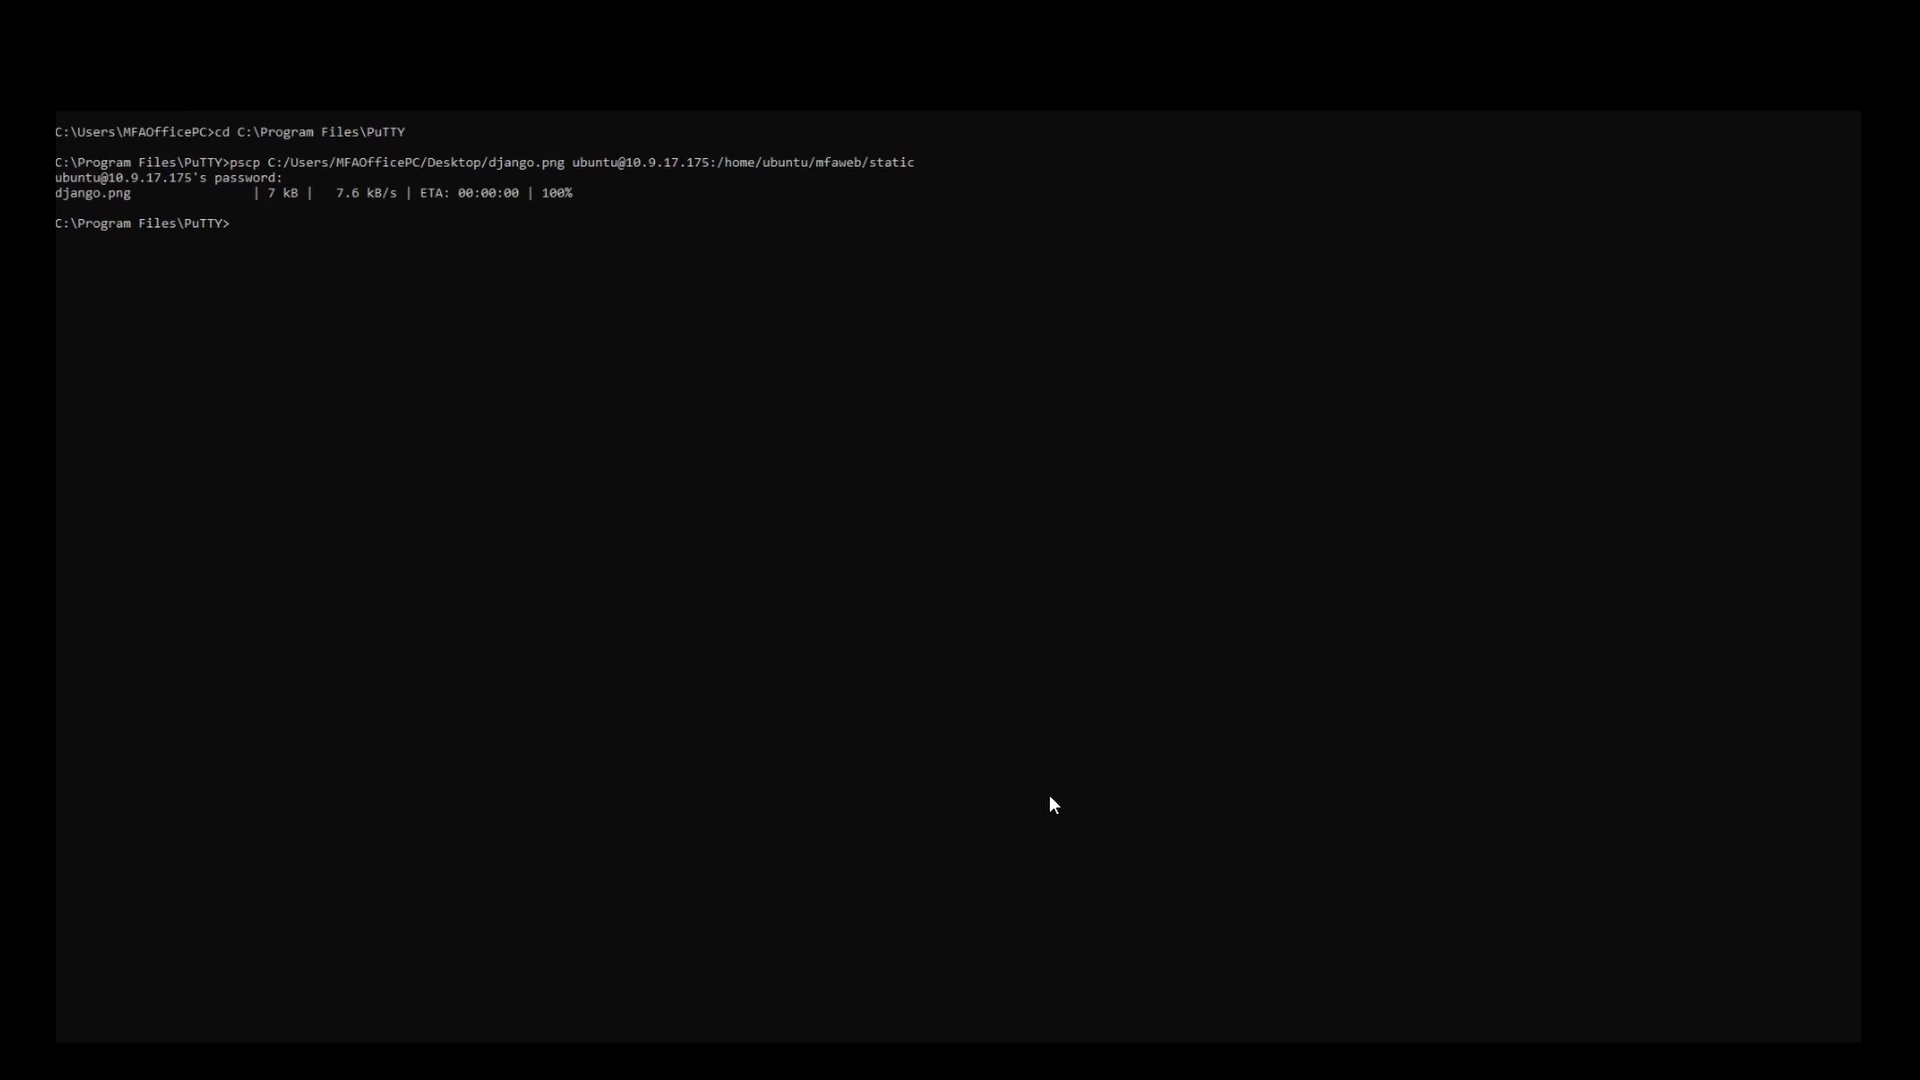 C:\Users\MFAOfficePC>cd C:\Program Files\PuTTY
C:\Program Files\PuTTY>pscp C:/Users/MFAOfficePC/Desktop/django.png ubuntu@10.9.17.175:/home/ubuntu/mfaweb/static
ubuntu@10.9.17.175's password:
django.png                | 7 kB |   7.6 kB/s | ETA: 00:00:00 | 100%
C:\Program Files\PuTTY>